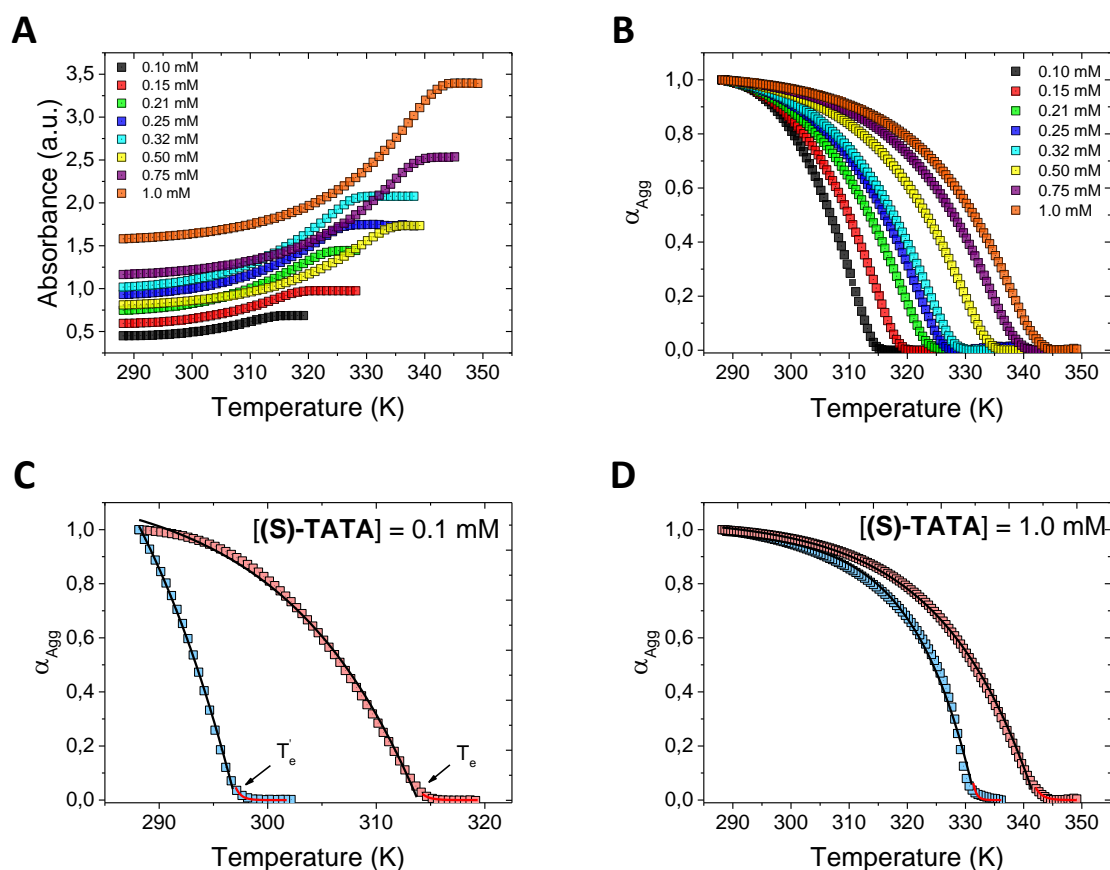 A
Absorbance (a.u.)
3,5
3,0
2,5
2,0
1,5
1,0
0,5
0.10 mM
0.15 mM
0.21 mM
0.25 mM
0.32 mM
0.50 mM
0.75 mM
1.0 mM
290 300 310 320 330 340 350
Temperature (K)
B
αAgg
1,0
0,8
0,6
0,4
0,2
0,0
0.10 mM
0.15 mM
0.21 mM
0.25 mM
0.32 mM
0.50 mM
0.75 mM
1.0 mM
290 300 310 320 330 340 350
Temperature (K)
C
αAgg
1,0
0,8
0,6
0,4
0,2
0,0
[(S)-TATA] = 0.1 mM
T'e
Te
290 300 310 320
Temperature (K)
D
αAgg
1,0
0,8
0,6
0,4
0,2
0,0
[(S)-TATA] = 1.0 mM
290 300 310 320 330 340 350
Temperature (K)